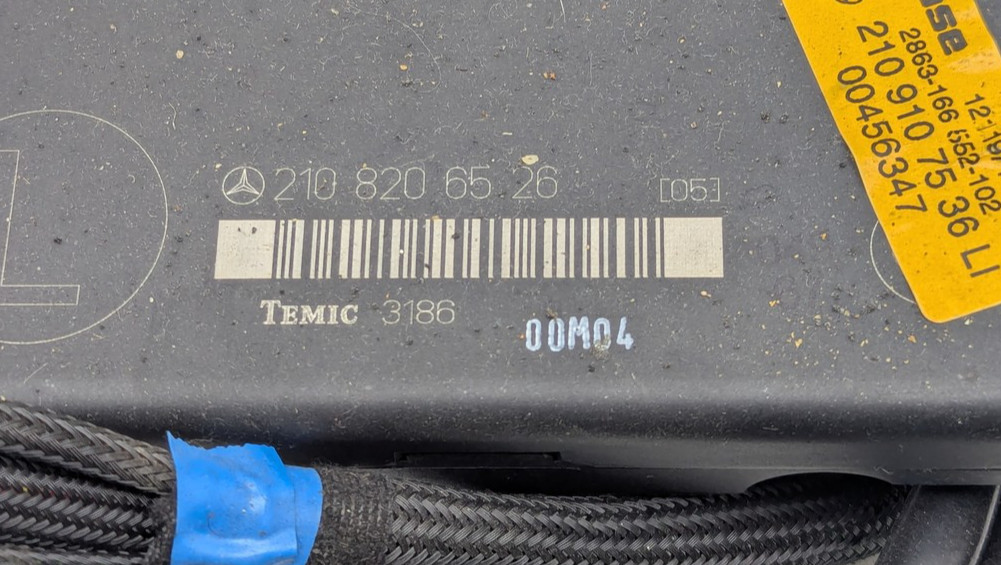 210 820 65 26 [05]
TEMIC 3186
00M04
2863-166 552-102
210 910 75 36 LI
00456347